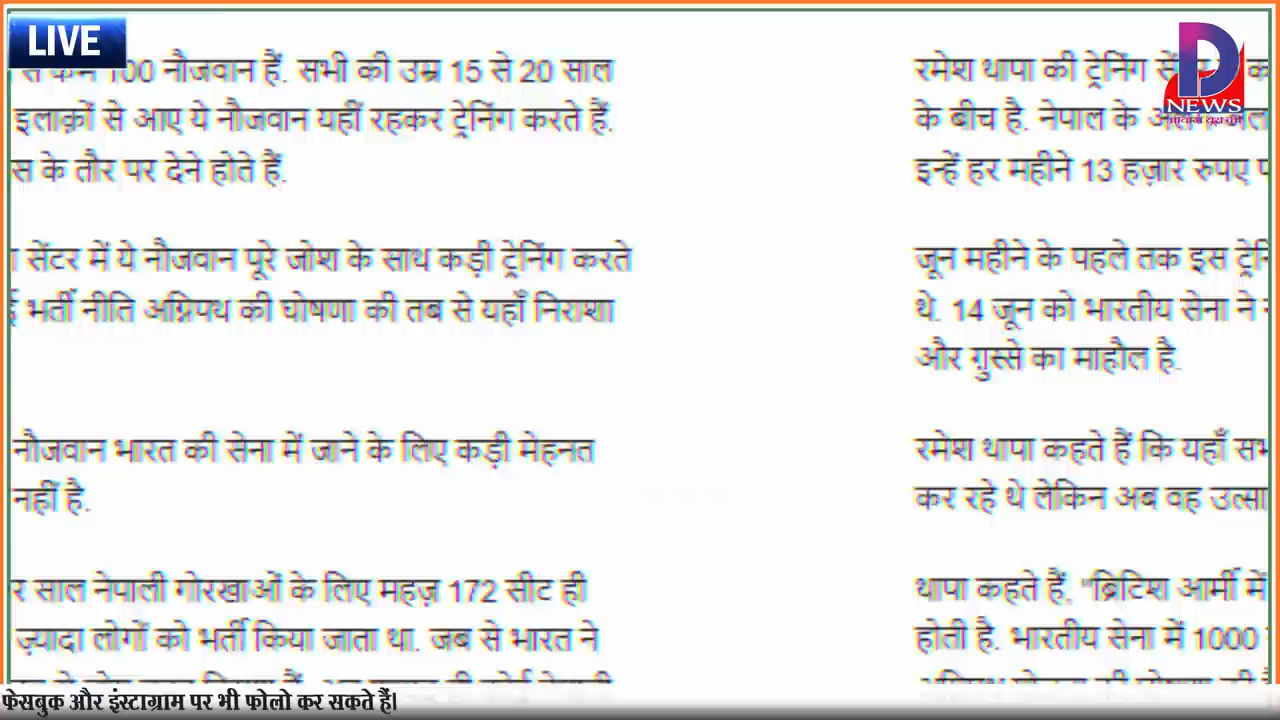 LIVE
100 नौजवान हैं. सभी की उम्र 15 से 20 साल
इलाक़ों से आए ये नौजवान यहीं रहकर ट्रेनिंग करते हैं.
स के तौर पर देने होते हैं.
सेंटर में ये नौजवान पूरे जोश के साथ कड़ी ट्रेनिंग करते
भर्ती नीति अग्निपथ की घोषणा की तब से यहाँ निराशा
नौजवान भारत की सेना में जाने के लिए कड़ी मेहनत
नहीं है.
र साल नेपाली गोरखाओं के लिए महज़ 172 सीट ही
ज़्यादा लोगों को भर्ती किया जाता था. जब से भारत ने
D
NEWS
रमेश थापा की ट्रेनिंग
के बीच है. नेपाल के
इन्हें हर महीने 13 हज़ार रुपए
जून महीने के पहले तक इस
थे. 14 जून को भारतीय सेना ने
और ग़ुस्से का माहौल है.
रमेश थापा कहते हैं कि यहाँ
कर रहे थे लेकिन अब वह
थापा कहते हैं, "ब्रिटिश आर्मी में
होती है. भारतीय सेना में 1000
फेसबुक और इंस्टाग्राम पर भी फोलो कर सकते हैं।